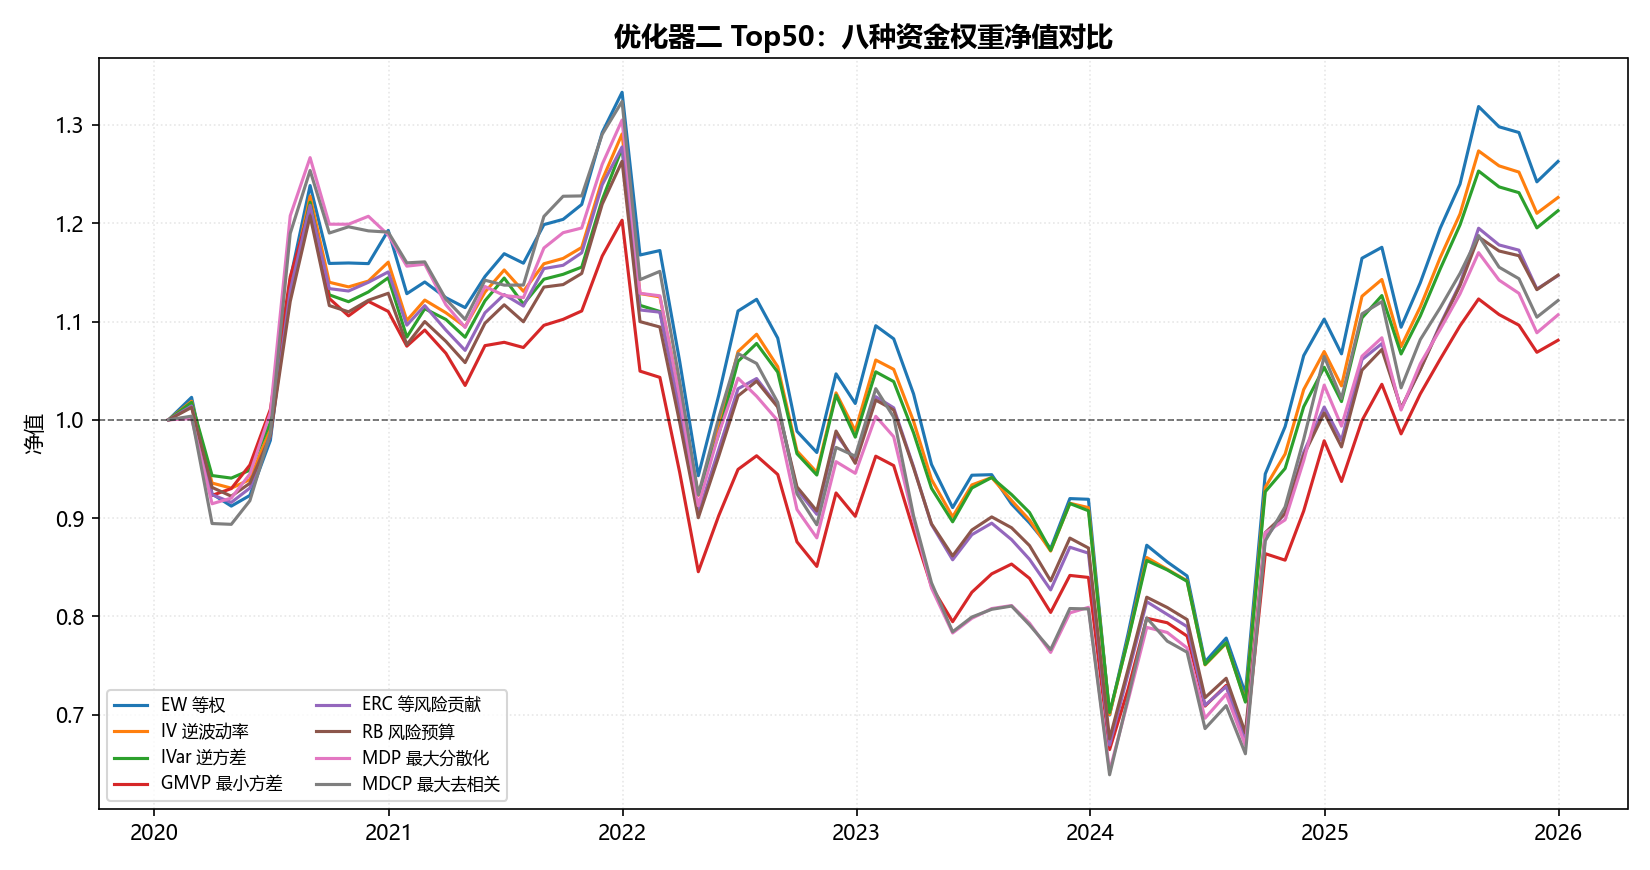 优化器二 Top50：八种资金权重净值对比
净值
1.3
1.2
1.1
1.0
0.9
0.8
0.7
EW 等权
IV 逆波动率
IVar 逆方差
GMVP 最小方差
ERC 等风险贡献
RB 风险预算
MDP 最大分散化
MDCP 最大去相关
2020
2021
2022
2023
2024
2025
2026